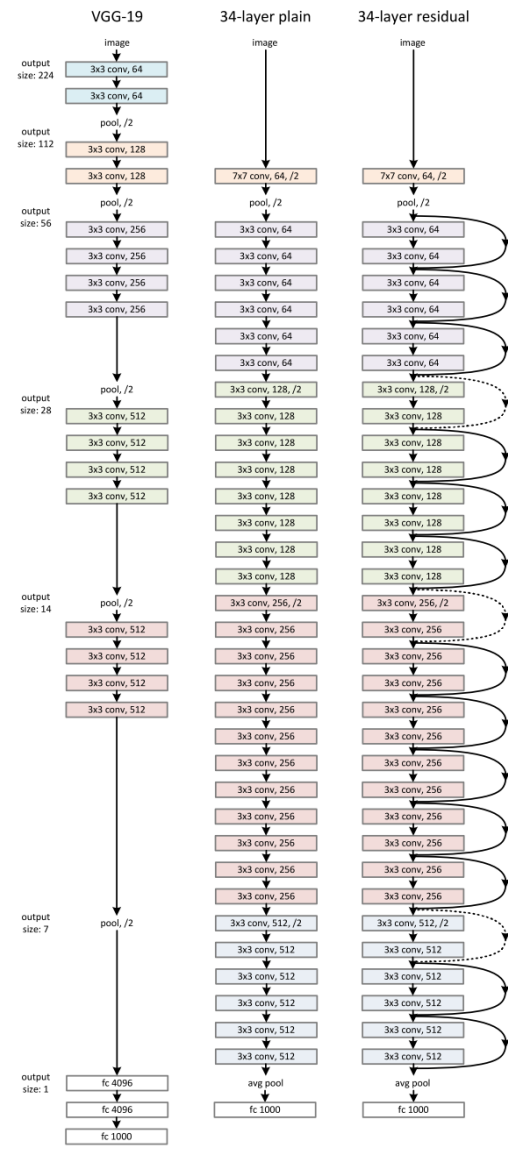 output
size: 224
output
size: 112
output
size: 56
output
size: 28
output
size: 14
output
size: 7
output
size: 1
VGG-19
image
3x3 conv, 64
3x3 conv, 64
pool, /2
3x3 conv, 128
3x3 conv, 128
pool, /2
3x3 conv, 256
3x3 conv, 256
3x3 conv, 256
3x3 conv, 256
pool, /2
3x3 conv, 512
3x3 conv, 512
3x3 conv, 512
3x3 conv, 512
pool, /2
3x3 conv, 512
3x3 conv, 512
3x3 conv, 512
3x3 conv, 512
pool, /2
fc 4096
fc 4096
fc 1000
34-layer plain
image
7x7 conv, 64, /2
pool, /2
3x3 conv, 64
3x3 conv, 64
3x3 conv, 64
3x3 conv, 64
3x3 conv, 64
3x3 conv, 64
3x3 conv, 128, /2
3x3 conv, 128
3x3 conv, 128
3x3 conv, 128
3x3 conv, 128
3x3 conv, 128
3x3 conv, 128
3x3 conv, 128
3x3 conv, 256, /2
3x3 conv, 256
3x3 conv, 256
3x3 conv, 256
3x3 conv, 256
3x3 conv, 256
3x3 conv, 256
3x3 conv, 256
3x3 conv, 256
3x3 conv, 256
3x3 conv, 256
3x3 conv, 256
3x3 conv, 512, /2
3x3 conv, 512
3x3 conv, 512
3x3 conv, 512
3x3 conv, 512
3x3 conv, 512
avg pool
fc 1000
34-layer residual
image
7x7 conv, 64, /2
pool, /2
3x3 conv, 64
3x3 conv, 64
3x3 conv, 64
3x3 conv, 64
3x3 conv, 64
3x3 conv, 64
3x3 conv, 128, /2
3x3 conv, 128
3x3 conv, 128
3x3 conv, 128
3x3 conv, 128
3x3 conv, 128
3x3 conv, 128
3x3 conv, 128
3x3 conv, 256, /2
3x3 conv, 256
3x3 conv, 256
3x3 conv, 256
3x3 conv, 256
3x3 conv, 256
3x3 conv, 256
3x3 conv, 256
3x3 conv, 256
3x3 conv, 256
3x3 conv, 256
3x3 conv, 256
3x3 conv, 512, /2
3x3 conv, 512
3x3 conv, 512
3x3 conv, 512
3x3 conv, 512
3x3 conv, 512
avg pool
fc 1000